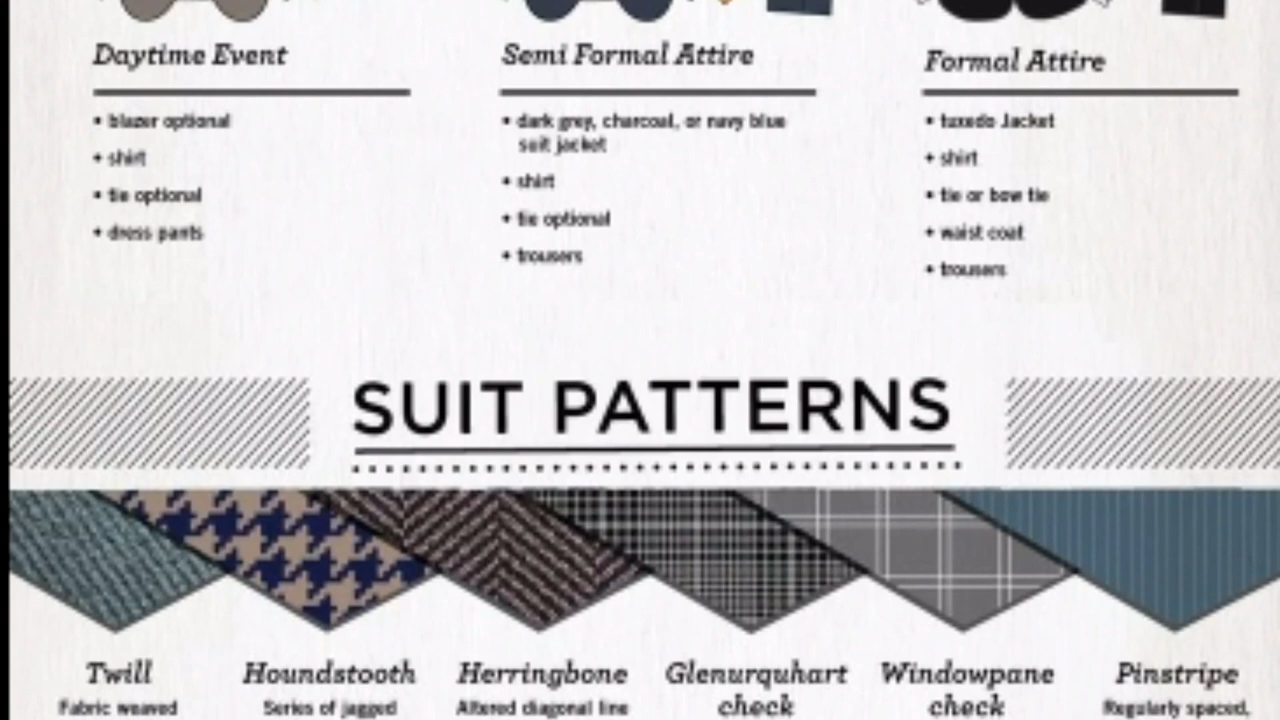 Daytime Event
• blazer optional
• shirt
• tie optional
• dress pants
Semi Formal Attire
• dark grey, charcoal, or navy blue
suit jacket
• shirt
• tie optional
• trousers
Formal Attire
• tuxedo Jacket
• shirt
• tie or bow tie
• waist coat
• trousers
SUIT PATTERNS
Twill
Fabric weaved
Houndstooth
Series of jagged
Herringbone
Altered diagonal line
Glenurquhart
check
Windowpane
check
Pinstripe
Regularly spaced,